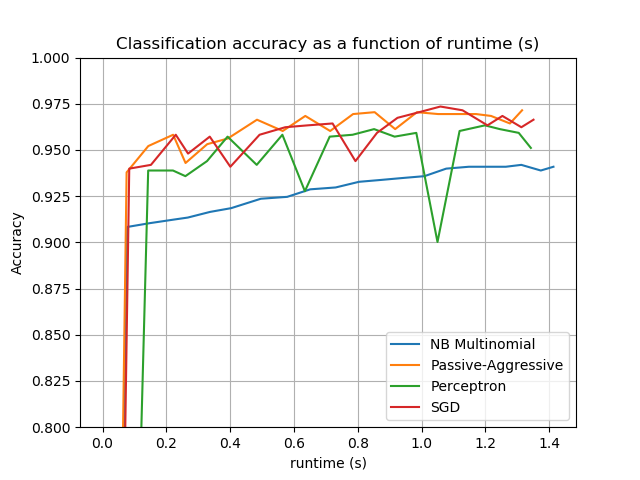 Classification accuracy as a function of runtime (s)
1.000
0.975
0.950
0.925
0.900
0.875
0.850
0.825
0.800
Accuracy
NB Multinomial
Passive-Aggressive
Perceptron
SGD
0.0 0.2 0.4 0.6 0.8 1.0 1.2 1.4
runtime (s)